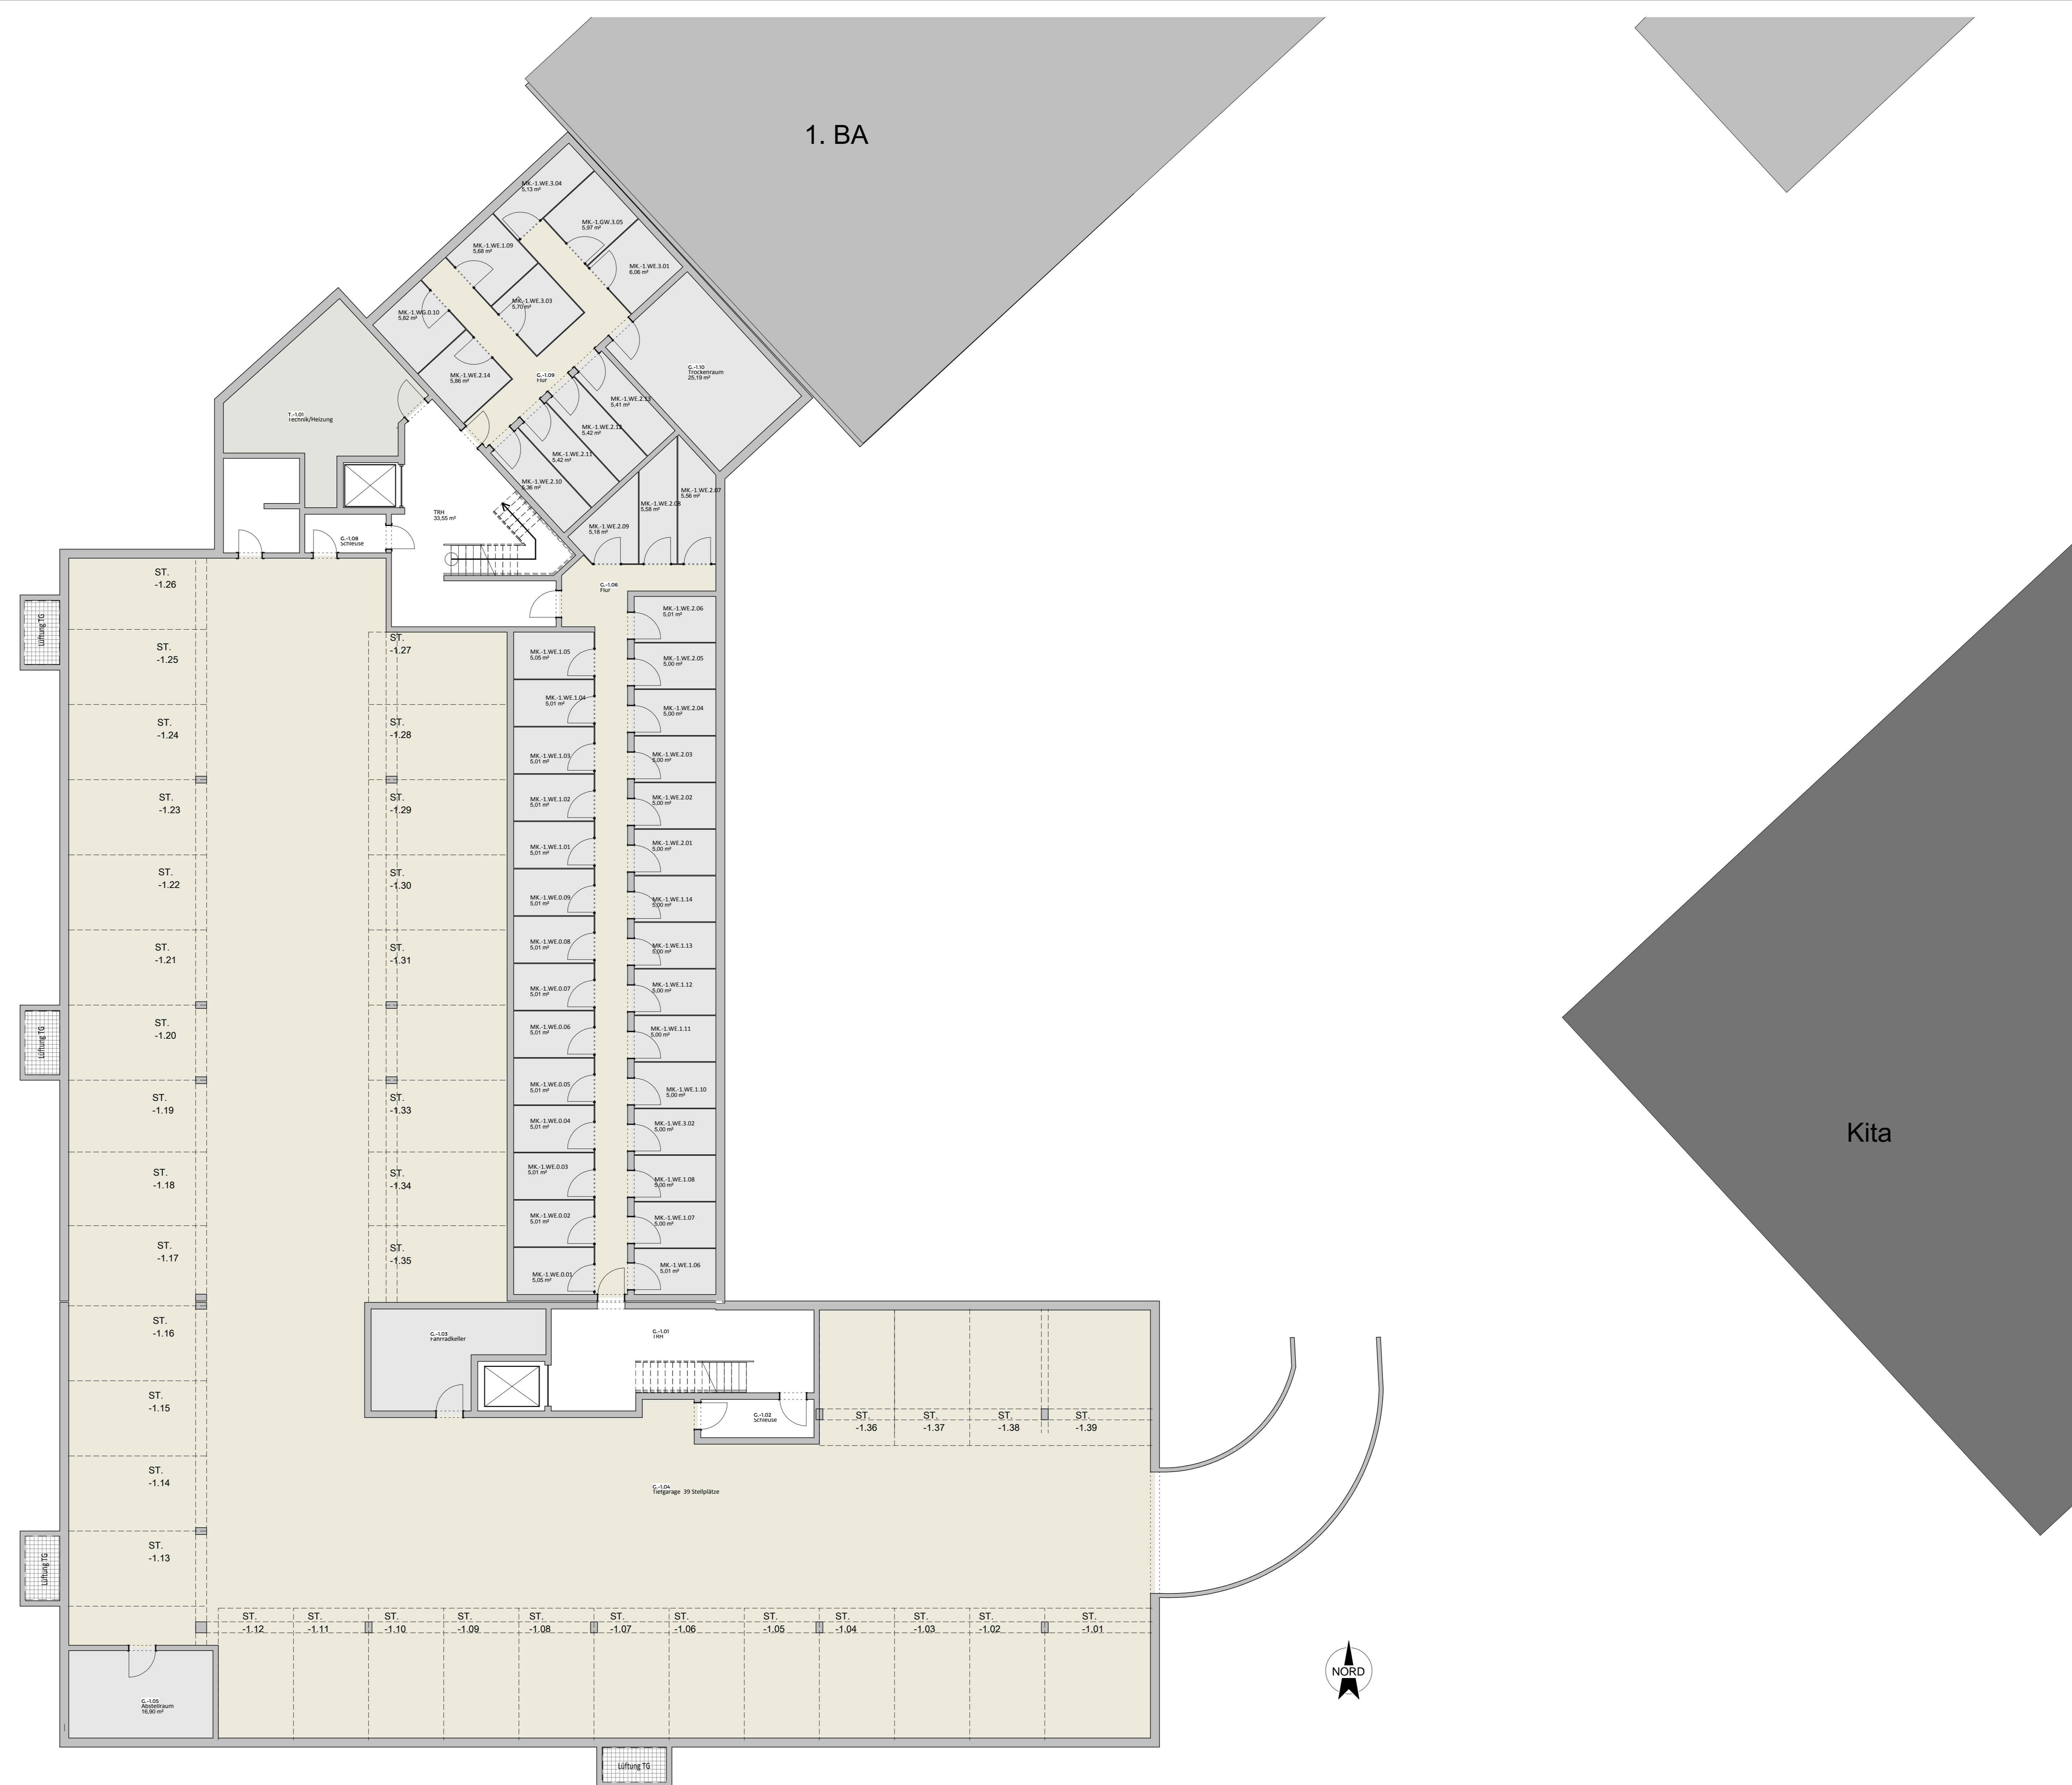 1. BA
MK.-1.WE.3.04
5,13 m²
MK.-1.GW.3.05
5,97 m²
MK.-1.WE.1.09
5,68 m²
MK.-1.WE.3.01
6,06 m²
MK.-1.WE.3.03
5,70 m²
MK.-1.WG.0.10
5,82 m²
MK.-1.WE.2.14
5,86 m²
G.-1.09
Flur
G.-1.10
Trockenraum
25,19 m²
MK.-1.WE.2.13
5,41 m²
T.-1.01
Technik/Heizung
MK.-1.WE.2.12
5,42 m²
MK.-1.WE.2.11
5,42 m²
MK.-1.WE.2.10
5,36 m²
MK.-1.WE.2.07
5,56 m²
MK.-1.WE.2.08
5,58 m²
TRH
33,55 m²
MK.-1.WE.2.09
5,18 m²
G.-1.08
Schleuse
G.-1.06
Flur
ST.
-1.26
ST.
-1.25
ST.
-1.24
ST.
-1.23
ST.
-1.22
ST.
-1.21
ST.
-1.20
ST.
-1.19
ST.
-1.18
ST.
-1.17
ST.
-1.16
ST.
-1.15
ST.
-1.14
ST.
-1.13
Lüftung TG
Lüftung TG
Lüftung TG
ST.
-1.27
ST.
-1.28
ST.
-1.29
ST.
-1.30
ST.
-1.31
ST.
-1.33
ST.
-1.34
ST.
-1.35
MK.-1.WE.1.05
5,05 m²
MK.-1.WE.1.04
5,01 m²
MK.-1.WE.1.03
5,01 m²
MK.-1.WE.1.02
5,01 m²
MK.-1.WE.1.01
5,01 m²
MK.-1.WE.0.09
5,01 m²
MK.-1.WE.0.08
5,01 m²
MK.-1.WE.0.07
5,01 m²
MK.-1.WE.0.06
5,01 m²
MK.-1.WE.0.05
5,01 m²
MK.-1.WE.0.04
5,01 m²
MK.-1.WE.0.03
5,01 m²
MK.-1.WE.0.02
5,01 m²
MK.-1.WE.0.01
5,05 m²
MK.-1.WE.2.06
5,01 m²
MK.-1.WE.2.05
5,00 m²
MK.-1.WE.2.04
5,00 m²
MK.-1.WE.2.03
5,00 m²
MK.-1.WE.2.02
5,00 m²
MK.-1.WE.2.01
5,00 m²
MK.-1.WE.1.14
5,00 m²
MK.-1.WE.1.13
5,00 m²
MK.-1.WE.1.12
5,00 m²
MK.-1.WE.1.11
5,00 m²
MK.-1.WE.1.10
5,00 m²
MK.-1.WE.3.02
5,00 m²
MK.-1.WE.1.08
5,00 m²
MK.-1.WE.1.07
5,00 m²
MK.-1.WE.1.06
5,01 m²
Kita
G.-1.03
Fahrradkeller
G.-1.01
TRH
G.-1.02
Schleuse
ST.
-1.36
ST.
-1.37
ST.
-1.38
ST.
-1.39
G.-1.04
Tiefgarage 39 Stellplätze
ST.
-1.12
ST.
-1.11
ST.
-1.10
ST.
-1.09
ST.
-1.08
ST.
-1.07
ST.
-1.06
ST.
-1.05
ST.
-1.04
ST.
-1.03
ST.
-1.02
ST.
-1.01
G.-1.05
Abstellraum
16,90 m²
NORD
Lüftung TG